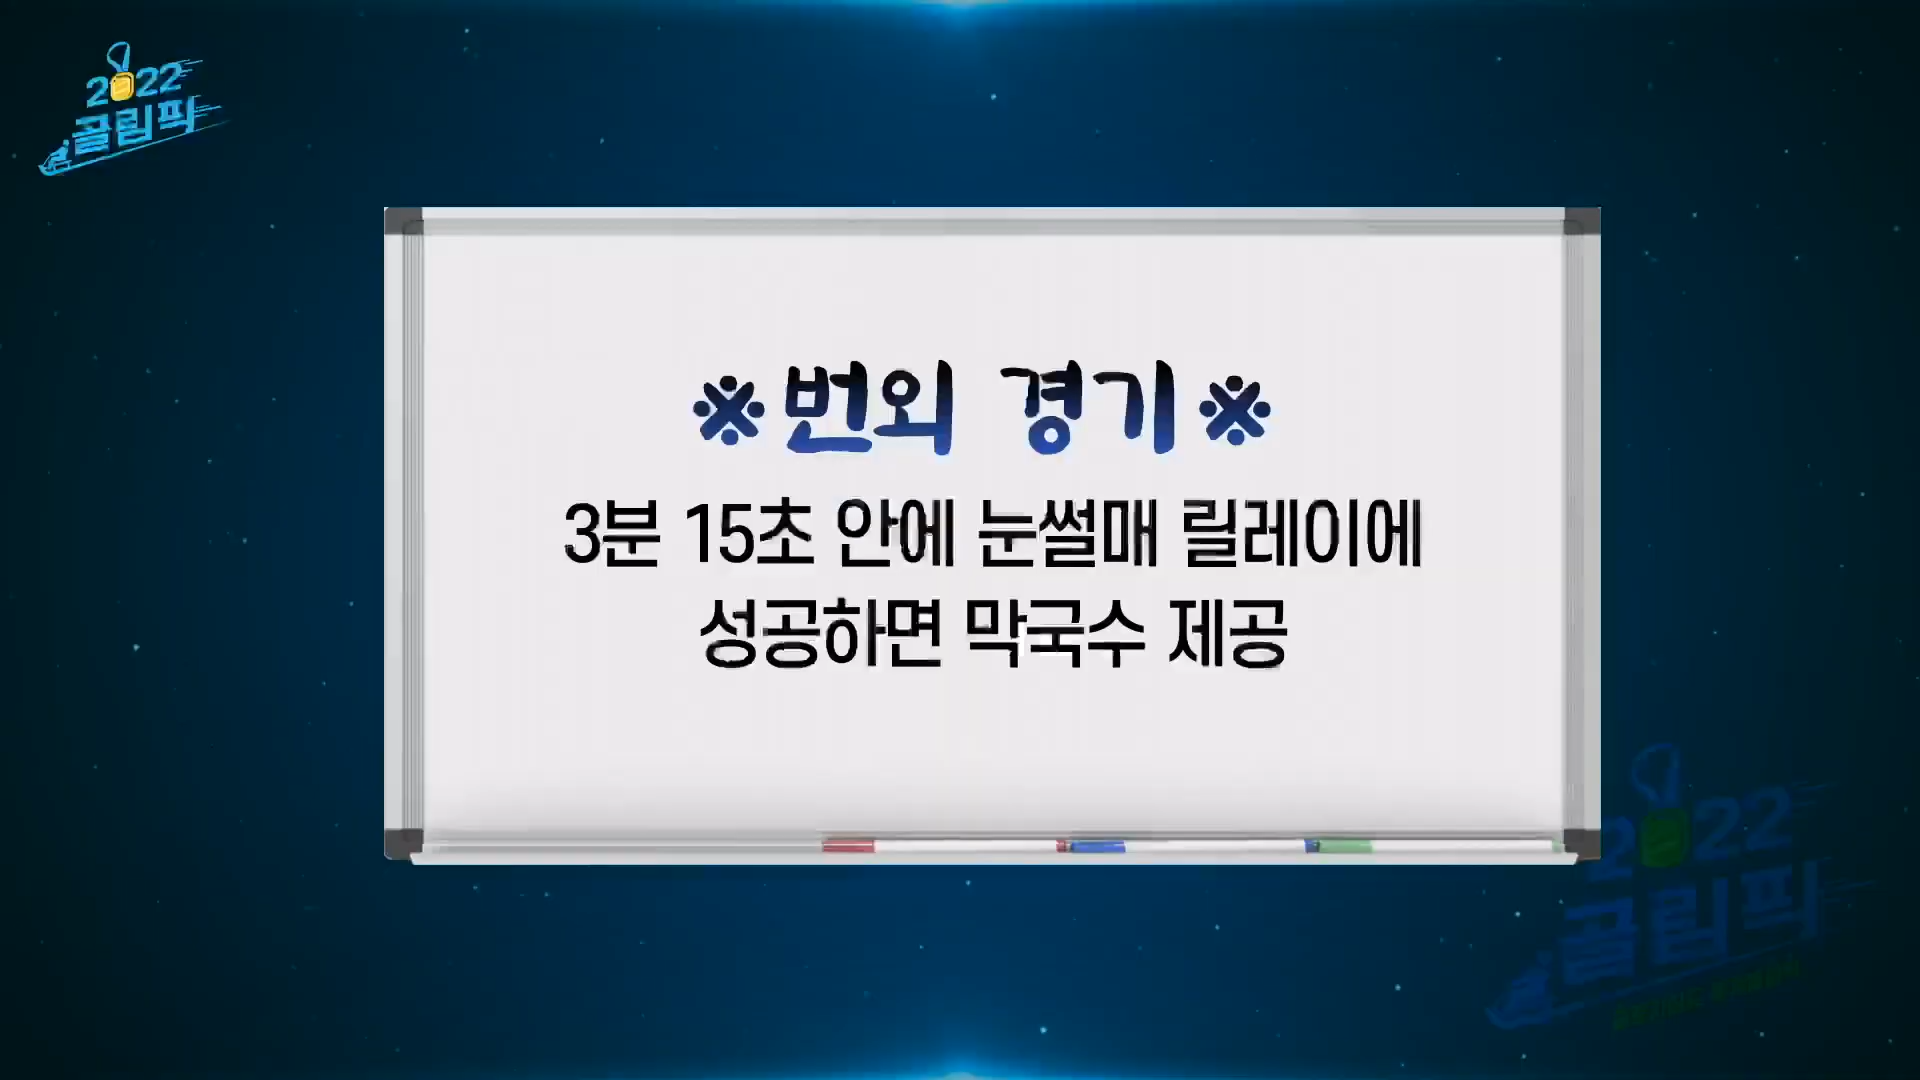 2022
골림픽
※번외 경기※
3분 15초 안에 눈썰매 릴레이에
성공하면 막국수 제공
2022
골림픽